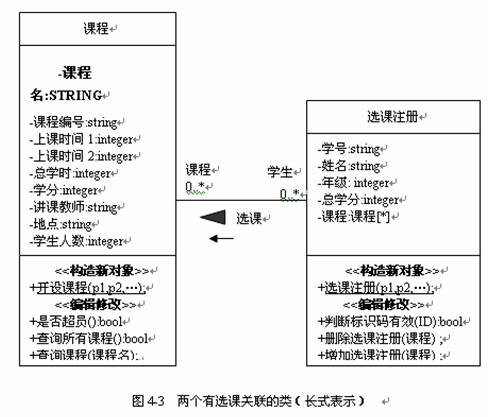 课程
-课程
名:STRING
-课程编号:string
-上课时间 1:integer
-上课时间 2:integer
-总学时:integer
-学分:integer
-讲课教师:string
-地点:string
-学生人数:integer
<<构造新对象>>
+开设课程(p1,p2,…);
<<编辑修改>>
+是否超员():bool
+查询所有课程():bool
+查询课程(课程名);
课程
0..*
学生
0..*
选课
选课注册
-学号:string
-姓名:string
-年级: integer
-总学分:integer
-课程:课程[*]
<<构造新对象>>
+选课注册(p1,p2,…);
<<编辑修改>>
+判断标识码有效(ID):bool
+删除选课注册(课程) ;
+增加选课注册(课程) ;
图 4-3 两个有选课关联的类（长式表示）